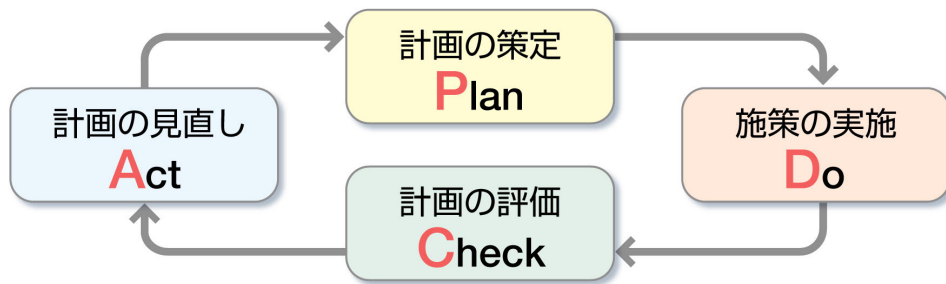 計画の策定
Plan
施策の実施
Do
計画の評価
Check
計画の見直し
Act